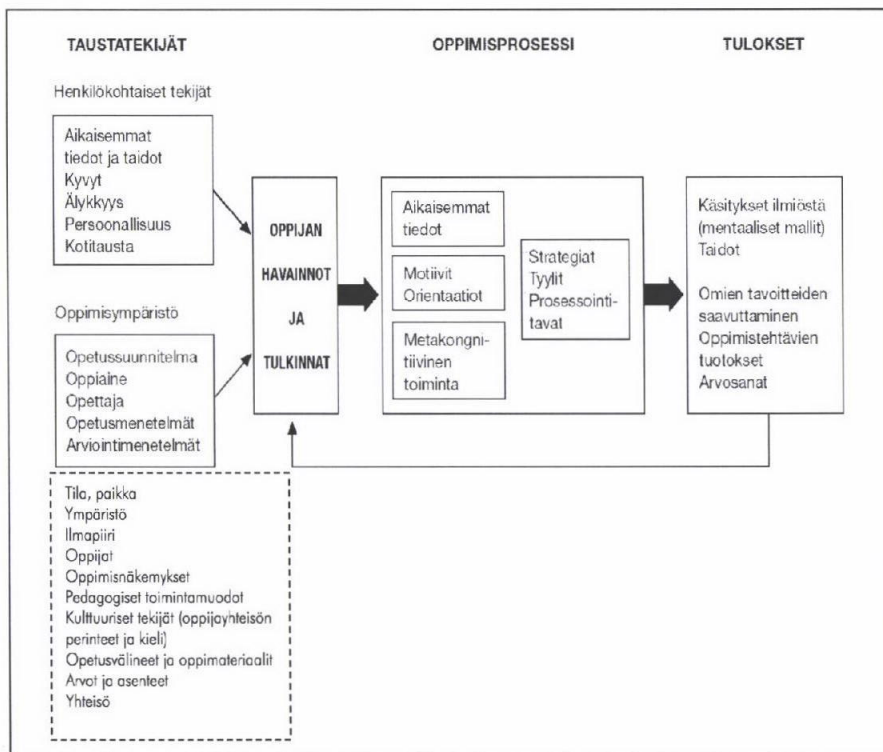 TAUSTATEKIJÄT
OPPIMISPROSESSI
TULOKSET
Henkilökohtaiset tekijät
Aikaisemmat
tiedot ja taidot
Kyvyt
Älykkyys
Persoonallisuus
Kotitausta
Oppimisympäristö
Opetussuunnitelma
Oppiaine
Opettaja
Opetusmenetelmät
Arviointimenetelmät
Tila, paikka
Ympäristö
Ilmapiiri
Oppijat
Oppimisnäkemykset
Pedagogiset toimintamuodot
Kulttuuriset tekijät (oppijayhteisön
perinteet ja kieli)
Opetusvälineet ja oppimateriaalit
Arvot ja asenteet
Yhteisö
OPPIJAN
HAVAINNOT
JA
TULKINNAT
Aikaisemmat
tiedot
Motiivit
Orientaatiot
Metakongni-
tiivinen
toiminta
Strategiat
Tyylit
Prosessointi-
tavat
Käsitykset ilmiöstä
(mentaaliset mallit)
Taidot
Omien tavoitteiden
saavuttaminen
Oppimistehtävien
tuotokset
Arvosanat